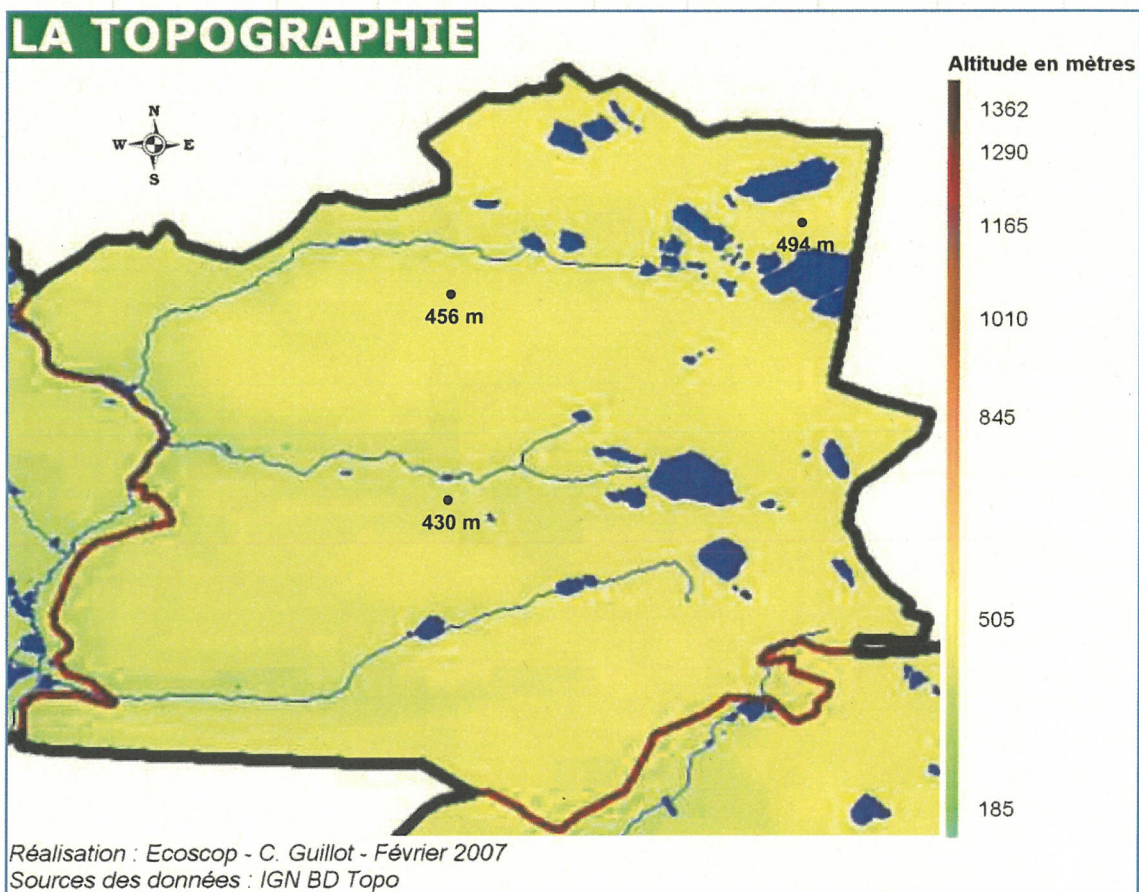 LA TOPOGRAPHIE
Altitude en mètres
N
W E
S
1362
1290
1165
1010
845
505
185
494 m
456 m
430 m
Réalisation : Ecoscop - C. Guillot - Février 2007
Sources des données : IGN BD Topo